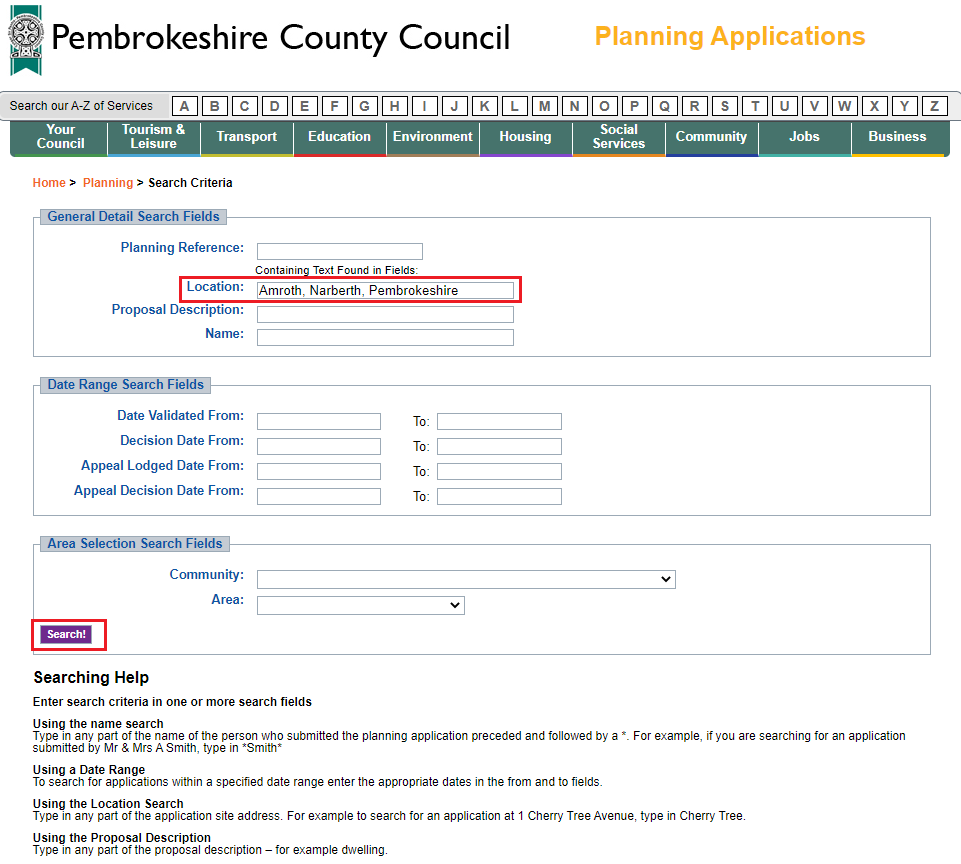 Pembrokeshire County Council
Planning Applications
Search our A-Z of Services A B C D E F G H I J K L M N O P Q R S T U V W X Y Z
Your Council Tourism & Leisure Transport Education Environment Housing Social Services Community Jobs Business
Home > Planning > Search Criteria
General Detail Search Fields
Planning Reference:
Containing Text Found in Fields:
Location: Amroth, Narberth, Pembrokeshire
Proposal Description:
Name:
Date Range Search Fields
Date Validated From: To:
Decision Date From: To:
Appeal Lodged Date From: To:
Appeal Decision Date From: To:
Area Selection Search Fields
Community:
Area:
Search!
Searching Help
Enter search criteria in one or more search fields
Using the name search
Type in any part of the name of the person who submitted the planning application preceded and followed by a *. For example, if you are searching for an application
submitted by Mr & Mrs A Smith, type in *Smith*
Using a Date Range
To search for applications within a specified date range enter the appropriate dates in the from and to fields.
Using the Location Search
Type in any part of the application site address. For example to search for an application at 1 Cherry Tree Avenue, type in Cherry Tree.
Using the Proposal Description
Type in any part of the proposal description – for example dwelling.